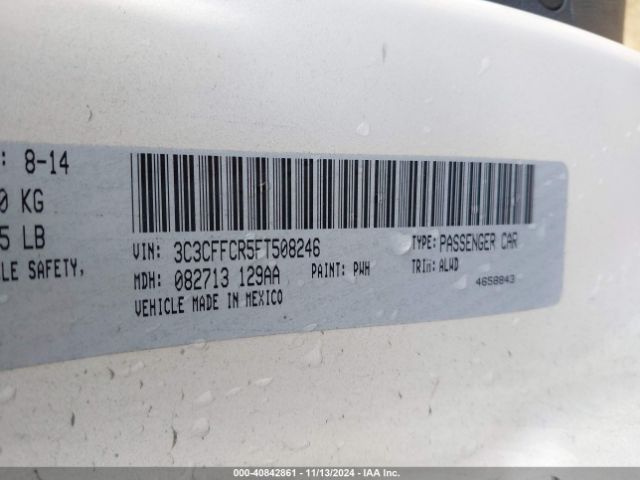 : 8-14
0 KG
5 LB
LE SAFETY,
VIN: 3C3CFFCR5FT508246
TYPE: PASSENGER CAR
MDH: 082713 129AA
PAINT: PWH
TRIM: ALWD
VEHICLE MADE IN MEXICO
4658843
© - 40842861 - 11/13/2024 - IAA Inc.